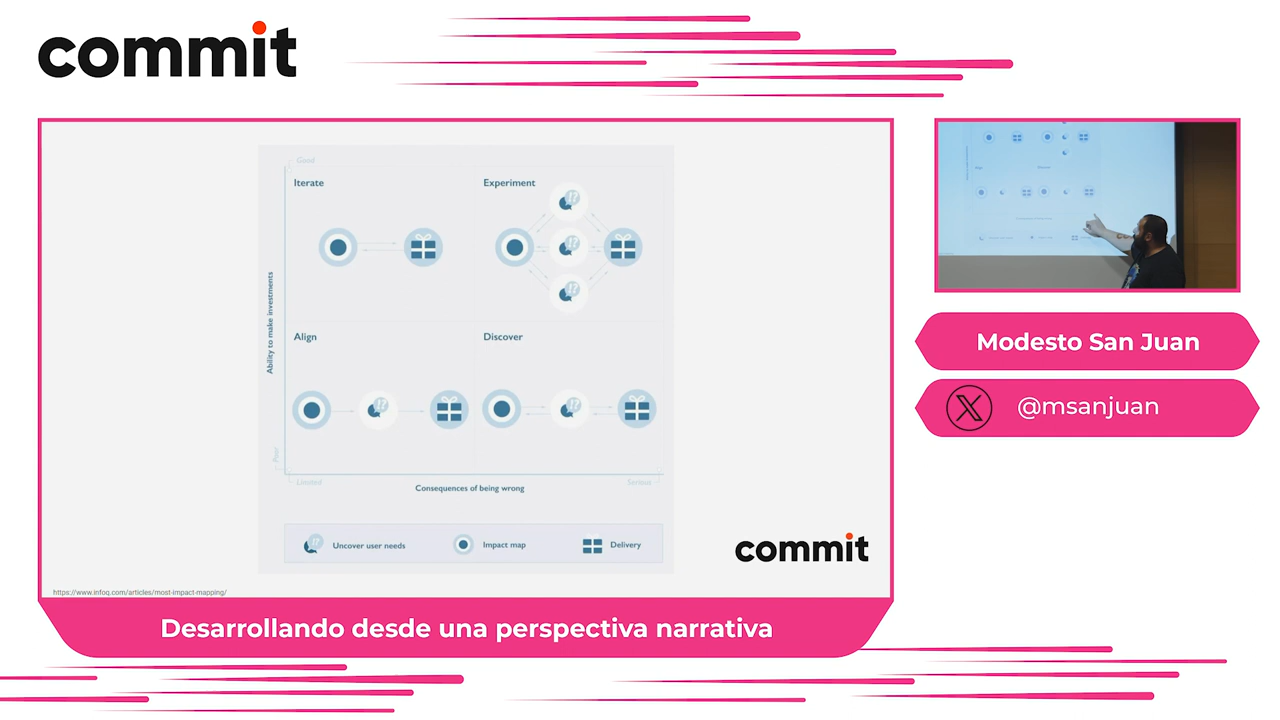 commit
Good
Iterate
Experiment
Ability to make investments
Align
Discover
Poor
Limited
Serious
Consequences of being wrong
Uncover user needs
Impact map
Delivery
commit
https://www.infoq.com/articles/most-impact-mapping/
Desarrollando desde una perspectiva narrativa
Modesto San Juan
@msanjuan